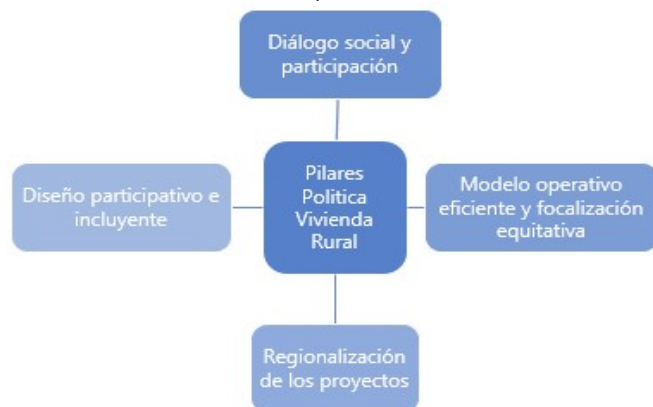 Diálogo social y
participación
Diseño participativo e
incluyente
Pilares
Politica
Vivienda
Rural
Modelo operativo
eficiente y focalización
equitativa
Regionalización
de los proyectos